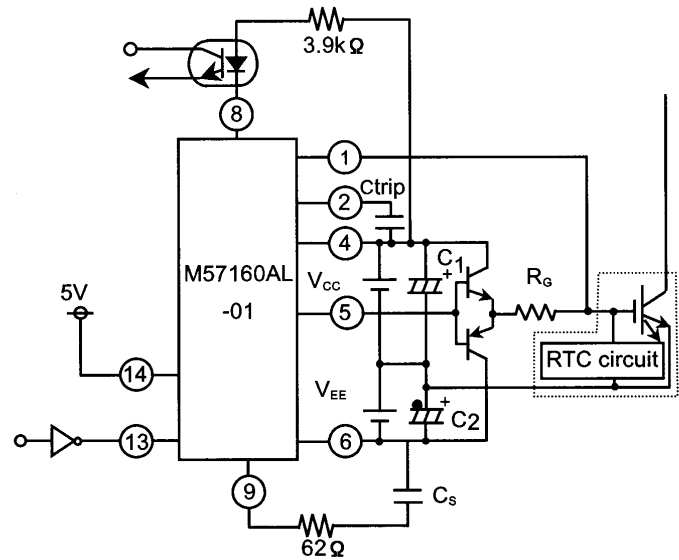 3.9kΩ
8
1
2
Ctrip
4
M57160AL
-01
VCC
C1
+
5
RG
5V
RTC circuit
14
VEE
+
C2
13
6
9
CS
62Ω